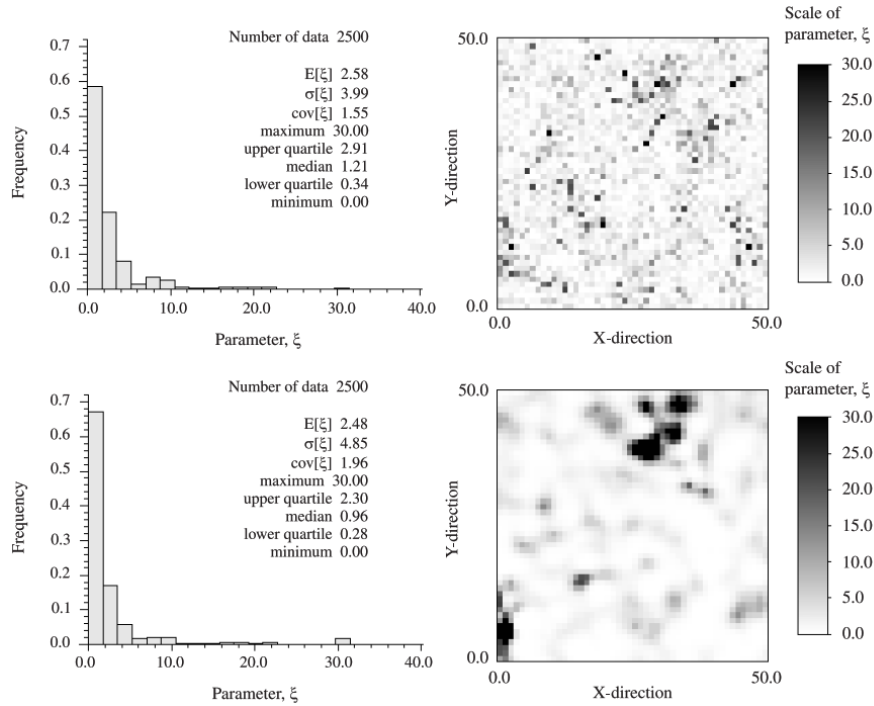 Number of data 2500
E[ξ] 2.58
σ[ξ] 3.99
cov[ξ] 1.55
maximum 30.00
upper quartile 2.91
median 1.21
lower quartile 0.34
minimum 0.00
Frequency
0.7
0.6
0.5
0.4
0.3
0.2
0.1
0.0
0.0 10.0 20.0 30.0 40.0
Parameter, ξ
50.0
Y-direction
0.0
0.0 50.0
X-direction
Scale of
parameter, ξ
30.0
25.0
20.0
15.0
10.0
5.0
0.0
Number of data 2500
E[ξ] 2.48
σ[ξ] 4.85
cov[ξ] 1.96
maximum 30.00
upper quartile 2.30
median 0.96
lower quartile 0.28
minimum 0.00
Frequency
0.7
0.6
0.5
0.4
0.3
0.2
0.1
0.0
0.0 10.0 20.0 30.0 40.0
Parameter, ξ
50.0
Y-direction
0.0
0.0 50.0
X-direction
Scale of
parameter, ξ
30.0
25.0
20.0
15.0
10.0
5.0
0.0